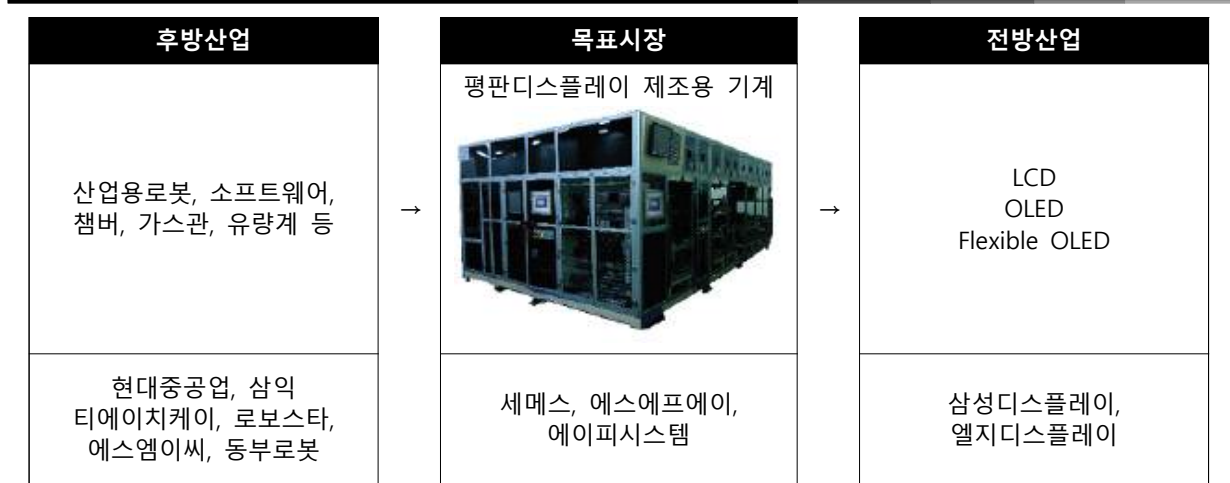 후방산업
산업용로봇, 소프트웨어,
챔버, 가스관, 유량계 등
현대중공업, 삼익
티에이치케이, 로보스타,
에스엠이씨, 동부로봇
→
목표시장
평판디스플레이 제조용 기계
세메스, 에스에프에이,
에이피시스템
→
전방산업
LCD
OLED
Flexible OLED
삼성디스플레이,
엘지디스플레이